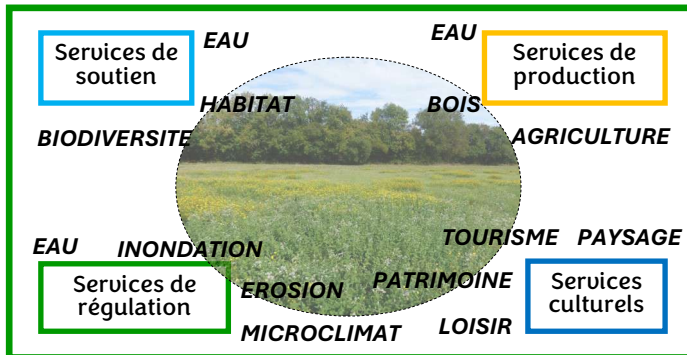 EAU
Services de
soutien
HABITAT
BIODIVERSITE
EAU
Services de
production
BOIS
AGRICULTURE
EAU
INONDATION
Services de
régulation
EROSION
MICROCLIMAT
TOURISME
PAYSAGE
PATRIMOINE
Services
culturels
LOISIR